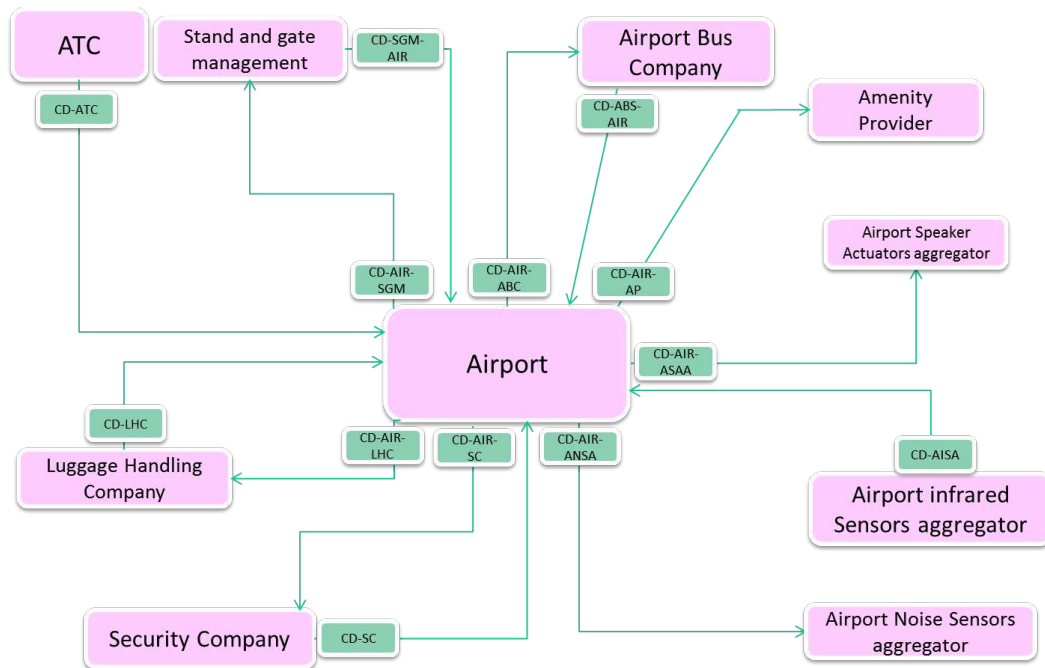 ATC
Stand and gate
management
CD-SGM-
AIR
Airport Bus
Company
Amenity
Provider
CD-ATC
CD-ABS-
AIR
Airport Speaker
Actuators aggregator
CD-AIR-
SGM
CD-AIR-
ABC
CD-AIR-
AP
Airport
CD-AIR-
ASAA
CD-LHC
CD-AIR-
LHC
CD-AIR-
SC
CD-AIR-
ANSA
CD-AISA
Luggage Handling
Company
Airport infrared
Sensors aggregator
Security Company
CD-SC
Airport Noise Sensors
aggregator